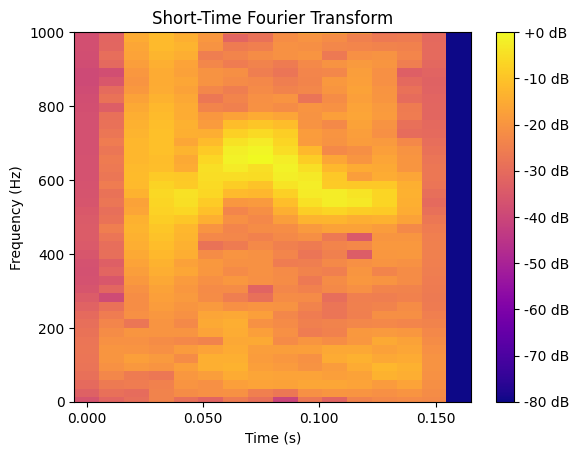 Short-Time Fourier Transform
Frequency (Hz)
1000
800
600
400
200
0
0.000
0.050
0.100
0.150
Time (s)
+0 dB
-10 dB
-20 dB
-30 dB
-40 dB
-50 dB
-60 dB
-70 dB
-80 dB